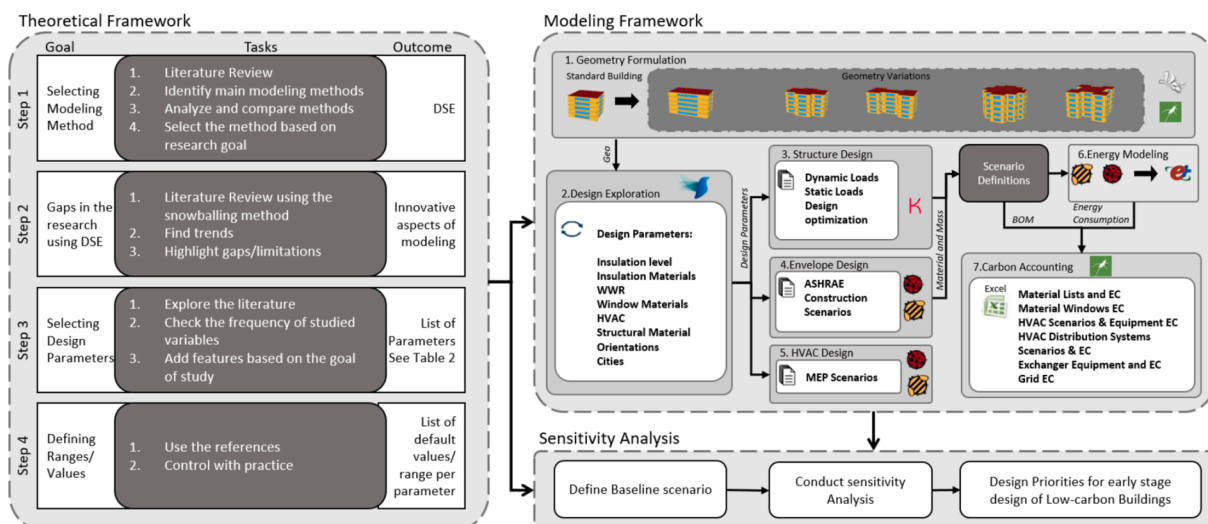 Theoretical Framework
Goal
Tasks
Outcome
Step 1
Selecting
Modeling
Method
1. Literature Review
2. Identify main modeling methods
3. Analyze and compare methods
4. Select the method based on
research goal
DSE
Step 2
Gaps in the
research
using DSE
1. Literature Review using the
snowballing method
2. Find trends
3. Highlight gaps/limitations
Innovative
aspects of
modeling
Step 3
Selecting
Design
Parameters
1. Explore the literature
2. Check the frequency of studied
variables
3. Add features based on the goal
of study
List of
Parameters
See Table 2
Step 4
Defining
Ranges/
Values
1. Use the references
2. Control with practice
List of
default
values/
range per
parameter
Modeling Framework
1. Geometry Formulation
Standard Building
Geometry Variations
Geo
2.Design Exploration
Design Parameters:
Insulation level
Insulation Materials
WWR
Window Materials
HVAC
Structural Material
Orientations
Cities
Design Parameters
3. Structure Design
Dynamic Loads
Static Loads
Design
optimization
K
4.Envelope Design
ASHRAE
Construction
Scenarios
5. HVAC Design
MEP Scenarios
Material and Mass
Scenario
Definitions
6.Energy Modeling
et
BOM
Energy
Consumption
7.Carbon Accounting
Excel
X
Material Lists and EC
Material Windows EC
HVAC Scenarios & Equipment EC
HVAC Distribution Systems
Scenarios & EC
Exchanger Equipment and EC
Grid EC
Sensitivity Analysis
Define Baseline scenario
Conduct sensitivity
Analysis
Design Priorities for early stage
design of Low-carbon Buildings